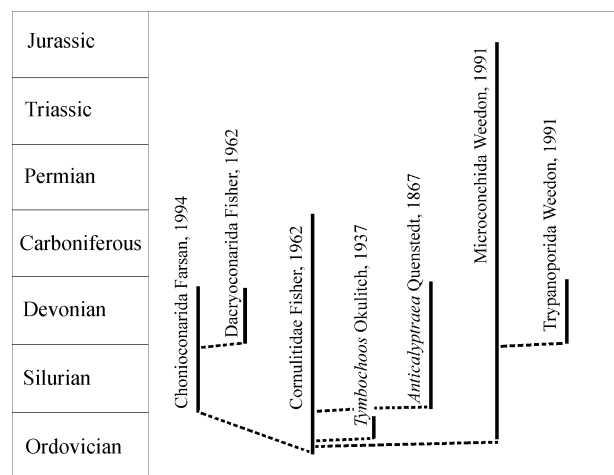 Jurassic
Triassic
Permian
Carboniferous
Devonian
Silurian
Ordovician
Chonioconarida Farsan, 1994
Dacryoconarida Fisher, 1962
Cornulitidae Fisher, 1962
Tymbochoos Okulitch, 1937
Anticalyptraea Quenstedt, 1867
Microconchida Weedon, 1991
Trypanoporida Weedon, 1991